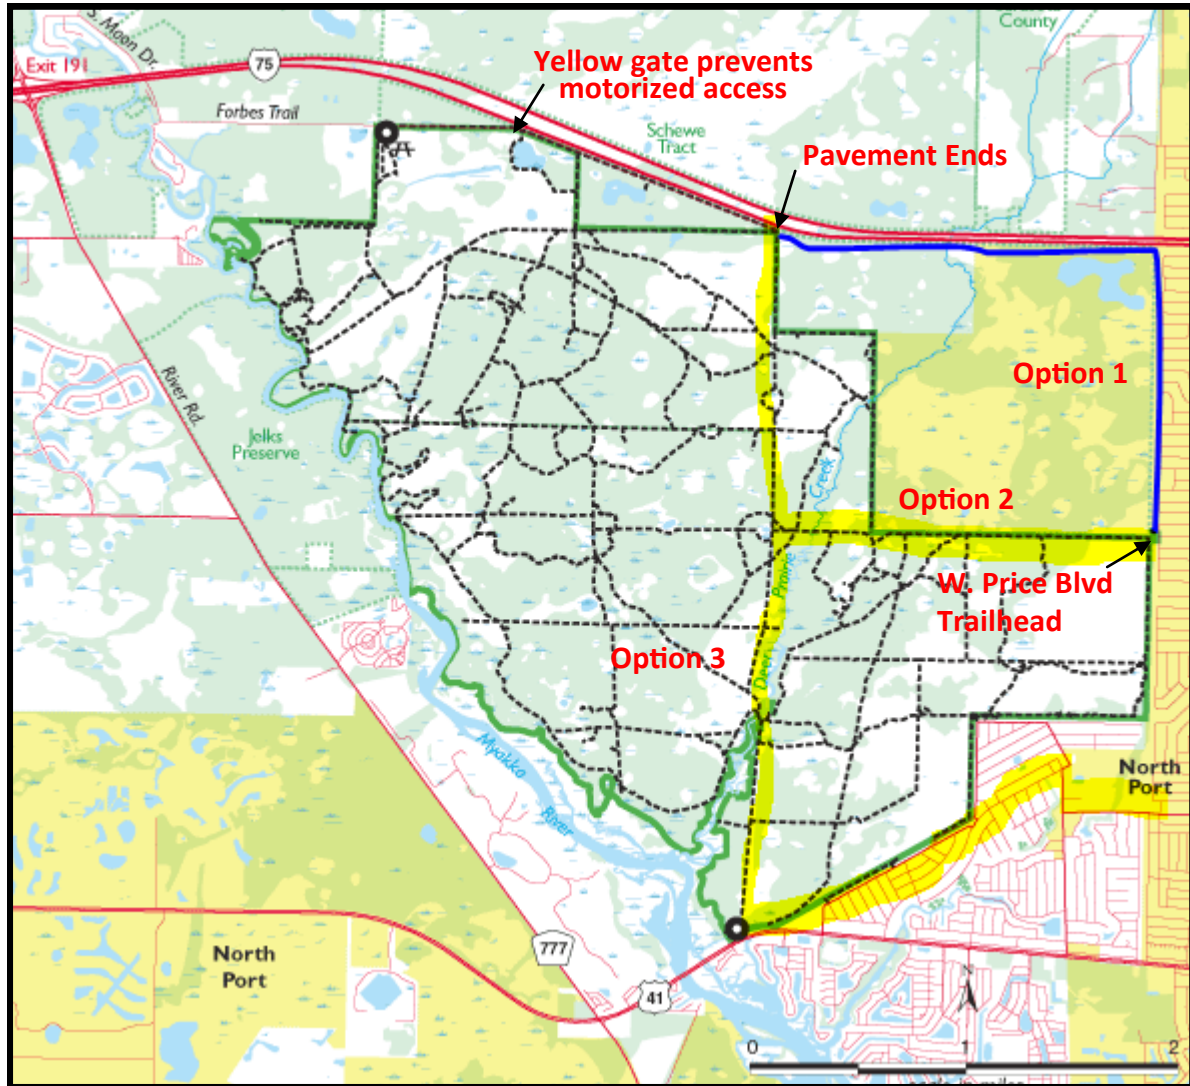 County
S. Moon Dr.
Exit 191
75
Yellow gate prevents
motorized access
Forbes Trail
Schewe
Tract
Pavement Ends
River Rd.
Option 1
Jelks
Preserve
Creek
Option 2
Prairie
W. Price Blvd
Trailhead
Option 3
Deer
Myakka
River
North
Port
North
Port
777
41
N
0
1
2